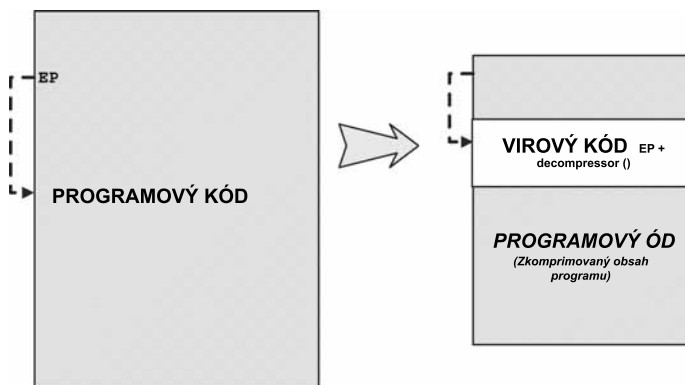 EP
PROGRAMOVÝ KÓD
VIROVÝ KÓD EP +
decompressor ()
PROGRAMOVÝ ÓD
(Zkomprimovaný obsah
programu)